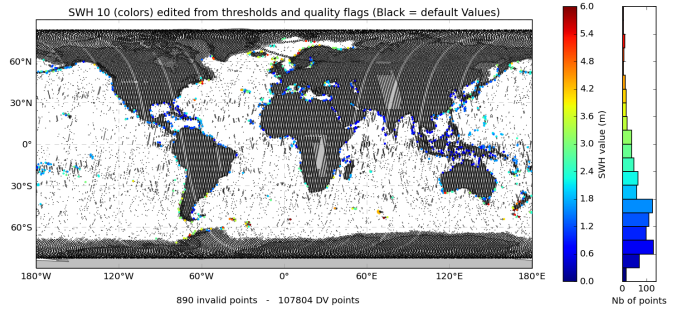 SWH 10 (colors) edited from thresholds and quality flags (Black = default Values)
60°N
30°N
0°
30°S
60°S
180°W 120°W 60°W 0° 60°E 120°E 180°E
890 invalid points - 107804 DV points
6.0
5.4
4.8
4.2
3.6
3.0
2.4
1.8
1.2
0.6
0.0
SWH value (m)
0 100
Nb of points